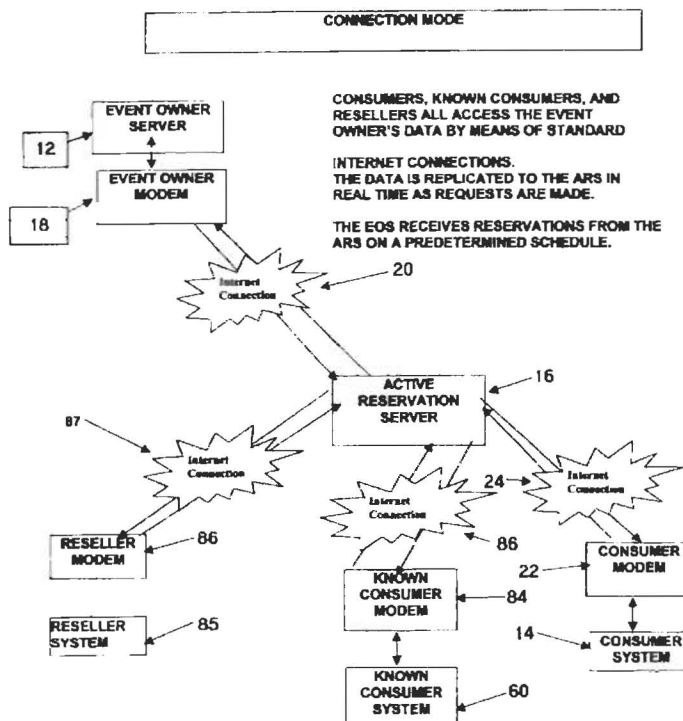 CONNECTION MODE
EVENT OWNER
SERVER
12
EVENT OWNER
MODEM
18
CONSUMERS, KNOWN CONSUMERS, AND
RESELLERS ALL ACCESS THE EVENT
OWNER'S DATA BY MEANS OF STANDARD
INTERNET CONNECTIONS.
THE DATA IS REPLICATED TO THE ARS IN
REAL TIME AS REQUESTS ARE MADE.
THE EOS RECEIVES RESERVATIONS FROM THE
ARS ON A PREDETERMINED SCHEDULE.
Internet
Connection
20
ACTIVE
RESERVATION
SERVER
16
87
Internet
Connection
24
Internet
Connection
Internet
Connection
86
RESELLER
MODEM
86
22
CONSUMER
MODEM
KNOWN
CONSUMER
MODEM
84
RESELLER
SYSTEM
85
14
CONSUMER
SYSTEM
KNOWN
CONSUMER SYSTEM
60